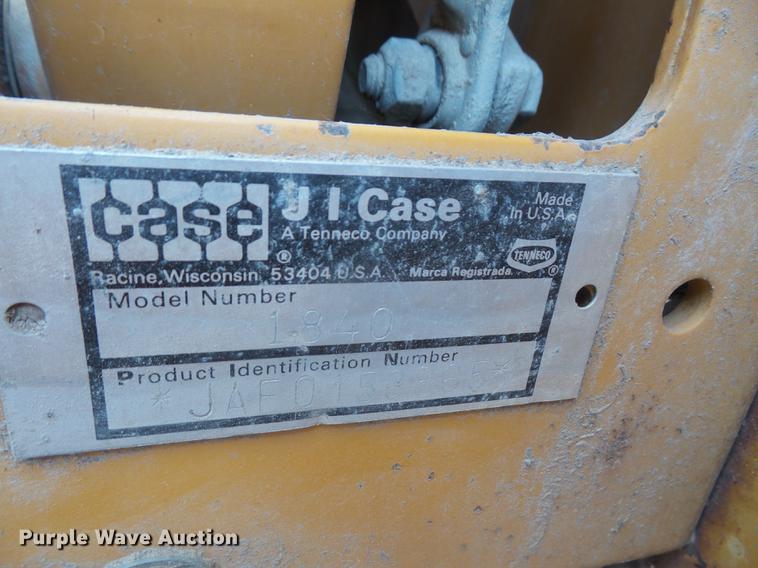 case
J I Case
A Tenneco Company
Made
In U.S.A.
TENNECO
®
®
Racine, Wisconsin 53404 U.S.A.
Marca Registrada
Model Number
1840
Product Identification Number
Purple Wave Auction®